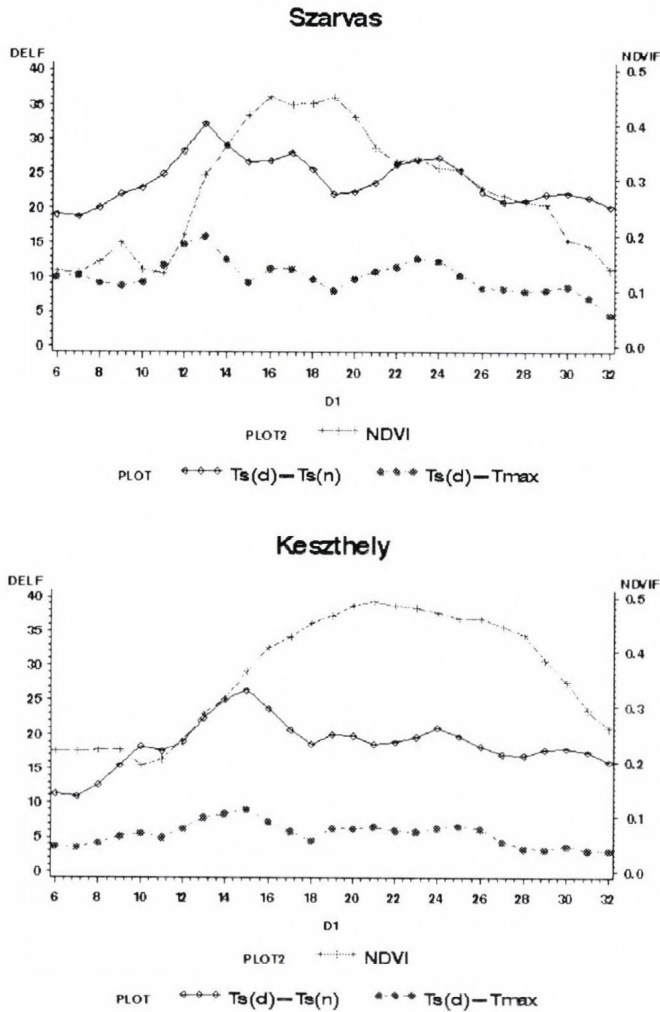 Szarvas
DELF NDVIF
40 0.5
35
0.4
30
25 0.3
20
0.2
15
10
0.1
5
0 0.0
6 8 10 12 14 16 18 20 22 24 26 28 30 32
D1
PLOT2 NDVI
PLOT Ts(d)—Ts(n) Ts(d)—Tmax
Keszthely
DELF NDVIF
40 0.5
35
0.4
30
25 0.3
20
0.2
15
10
0.1
5
0 0.0
6 8 10 12 14 16 18 20 22 24 26 28 30 32
D1
PLOT2 NDVI
PLOT Ts(d)—Ts(n) Ts(d)—Tmax